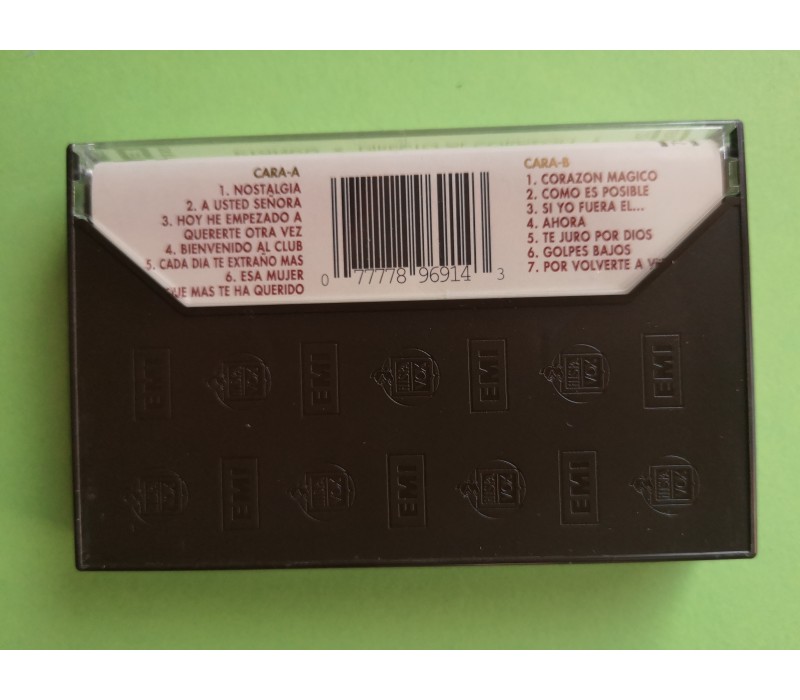 CARA-A
1. NOSTALGIA
2. A USTED SEÑORA
3. HOY HE EMPEZADO A
QUERERTE OTRA VEZ
4. BIENVENIDO AL CLUB
5. CADA DIA TE EXTRAÑO MAS
6. ESA MUJER
QUE MAS TE HA QUERIDO
0 77778 96914 3
CARA-B
1. CORAZON MAGICO
2. COMO ES POSIBLE
3. SI YO FUERA EL...
4. AHORA
5. TE JURO POR DIOS
6. GOLPES BAJOS
7. POR VOLVERTE A VE
EMI
EMI
EMI
EMI
EMI
EMI
EMI
EMI